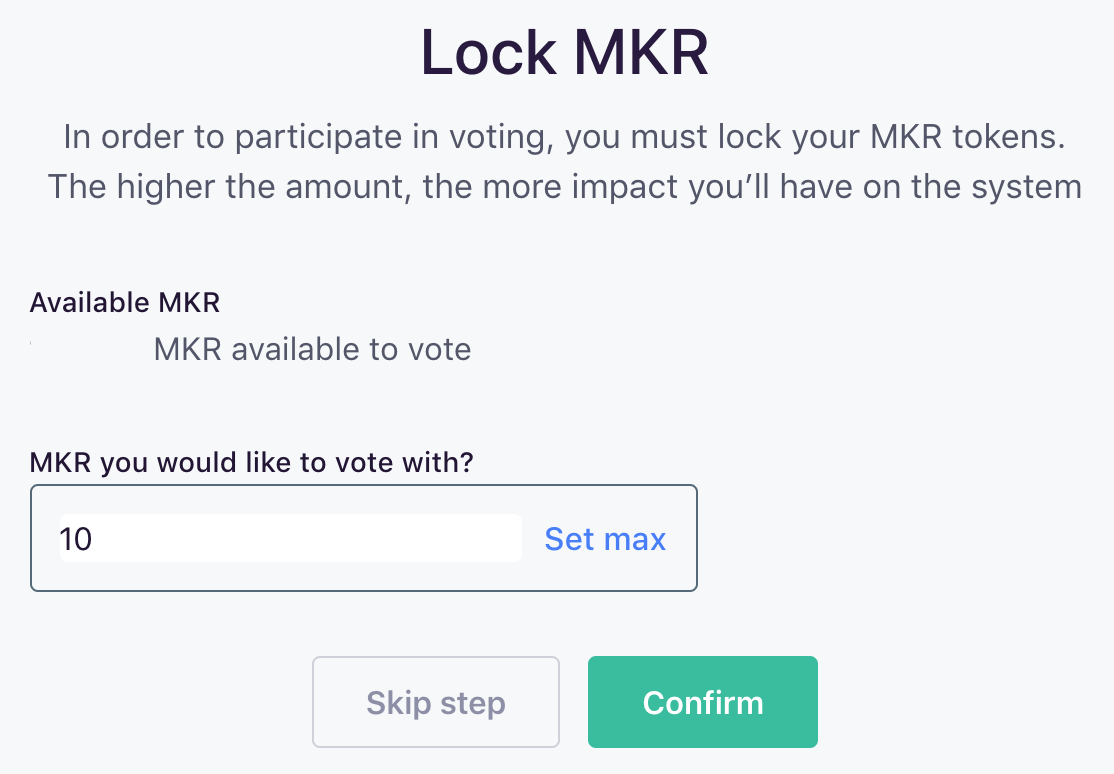 Lock MKR
In order to participate in voting, you must lock your MKR tokens.
The higher the amount, the more impact you’ll have on the system
Available MKR
MKR available to vote
MKR you would like to vote with?
10 Set max
Skip step Confirm